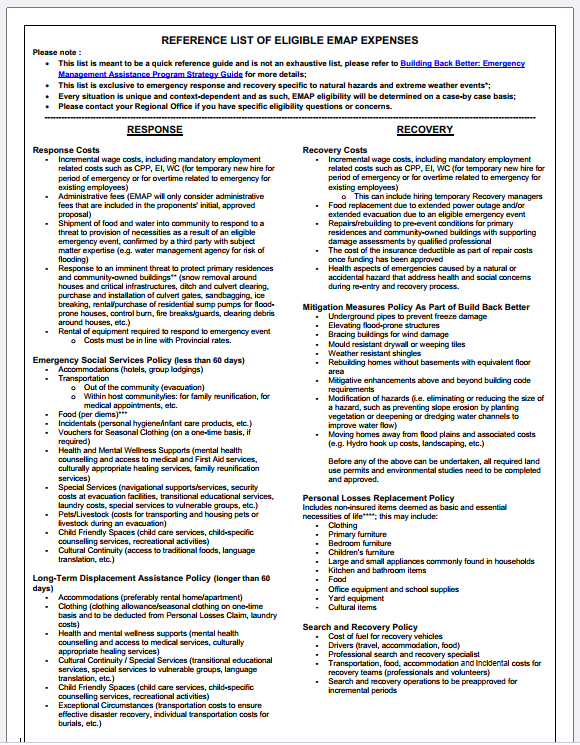 REFERENCE LIST OF ELIGIBLE EMAP EXPENSES
Please note :
• This list is meant to be a quick reference guide and is not an exhaustive list, please refer to Building Back Better: Emergency
Management Assistance Program Strategy Guide for more details;
• This list is exclusive to emergency response and recovery specific to natural hazards and extreme weather events*;
• Every situation is unique and context-dependent and as such, EMAP eligibility will be determined on a case-by case basis;
• Please contact your Regional Office if you have specific eligibility questions or concerns.
RESPONSE
Response Costs
- Incremental wage costs, including mandatory employment
related costs such as CPP, EI, WC (for temporary new hire for
period of emergency or for overtime related to emergency for
existing employees)
- Administrative fees (EMAP will only consider administrative
fees that are included in the proponents' initial, approved
proposal)
- Shipment of food and water into community to respond to a
threat to provision of necessities as a result of an eligible
emergency event, confirmed by a third party with subject
matter expertise (e.g. water management agency for risk of
flooding)
- Response to an imminent threat to protect primary residences
and community-owned buildings** (snow removal around
houses and critical infrastructures, ditch and culvert clearing,
purchase and installation of culvert gates, sandbagging, ice
breaking, rental/purchase of residential sump pumps for flood-
prone houses, control burn, fire breaks/guards, clearing debris
around houses, etc.)
- Rental of equipment required to respond to emergency event
o Costs must be in line with Provincial rates.
Emergency Social Services Policy (less than 60 days)
- Accommodations (hotels, group lodgings)
- Transportation
o Out of the community (evacuation)
o Within host community/ies: for family reunification, for
medical appointments, etc.
- Food (per diems)***
- Incidentals (personal hygiene/infant care products, etc.)
- Vouchers for Seasonal Clothing (on a one-time basis, if
required)
- Health and Mental Wellness Supports (mental health
counselling and access to medical and First Aid services,
culturally appropriate healing services, family reunification
services)
- Special Services (navigational supports/services, security
costs at evacuation facilities, transitional educational services,
laundry costs, special services to vulnerable groups, etc.)
- Pets/Livestock (costs for transporting and housing pets or
livestock during an evacuation)
- Child Friendly Spaces (child care services, child-specific
counselling services, recreational activities)
- Cultural Continuity (access to traditional foods, language
translation, etc.)
Long-Term Displacement Assistance Policy (longer than 60
days)
- Accommodations (preferably rental home/apartment)
- Clothing (clothing allowance/seasonal clothing on one-time
basis and to be deducted from Personal Losses Claim, laundry
costs)
- Health and mental wellness supports (mental health
counselling and access to medical services, culturally
appropriate healing services)
- Cultural Continuity / Special Services (transitional educational
services, special services to vulnerable groups, language
translation, etc.)
- Child Friendly Spaces (child care services, child-specific
counselling services, recreational activities)
- Exceptional Circumstances (transportation costs to ensure
effective disaster recovery, individual transportation costs for
burials, etc.)
RECOVERY
Recovery Costs
- Incremental wage costs, including mandatory employment
related costs such as CPP, EI, WC (for temporary new hire for
period of emergency or for overtime related to emergency for
existing employees)
o This can include hiring temporary Recovery managers
- Food replacement due to extended power outage and/or
extended evacuation due to an eligible emergency event
- Repairs/rebuilding to pre-event conditions for primary
residences and community-owned buildings with supporting
damage assessments by qualified professional
- The cost of the insurance deductible as part of repair costs
once funding has been approved
- Health aspects of emergencies caused by a natural or
accidental hazard that address health and social concerns
during re-entry and recovery process.
Mitigation Measures Policy As Part of Build Back Better
- Underground pipes to prevent freeze damage
- Elevating flood-prone structures
- Bracing buildings for wind damage
- Mould resistant drywall or weeping tiles
- Weather resistant shingles
- Rebuilding homes without basements with equivalent floor
area
- Mitigative enhancements above and beyond building code
requirements
- Modification of hazards (i.e. eliminating or reducing the size of
a hazard, such as preventing slope erosion by planting
vegetation or deepening or dredging water channels to
improve water flow)
- Moving homes away from flood plains and associated costs
(e.g. Hydro hook up costs, landscaping, etc.)
Before any of the above can be undertaken, all required land
use permits and environmental studies need to be completed
and approved.
Personal Losses Replacement Policy
Includes non-insured items deemed as basic and essential
necessities of life****; this may include:
- Clothing
- Primary furniture
- Bedroom furniture
- Children's furniture
- Large and small appliances commonly found in households
- Kitchen and bathroom items
- Food
- Office equipment and school supplies
- Yard equipment
- Cultural items
Search and Recovery Policy
- Cost of fuel for recovery vehicles
- Drivers (travel, accommodation, food)
- Professional search and recovery specialist
- Transportation, food, accommodation and incidental costs for
recovery teams (professionals and volunteers)
- Search and recovery operations to be preapproved for
incremental periods